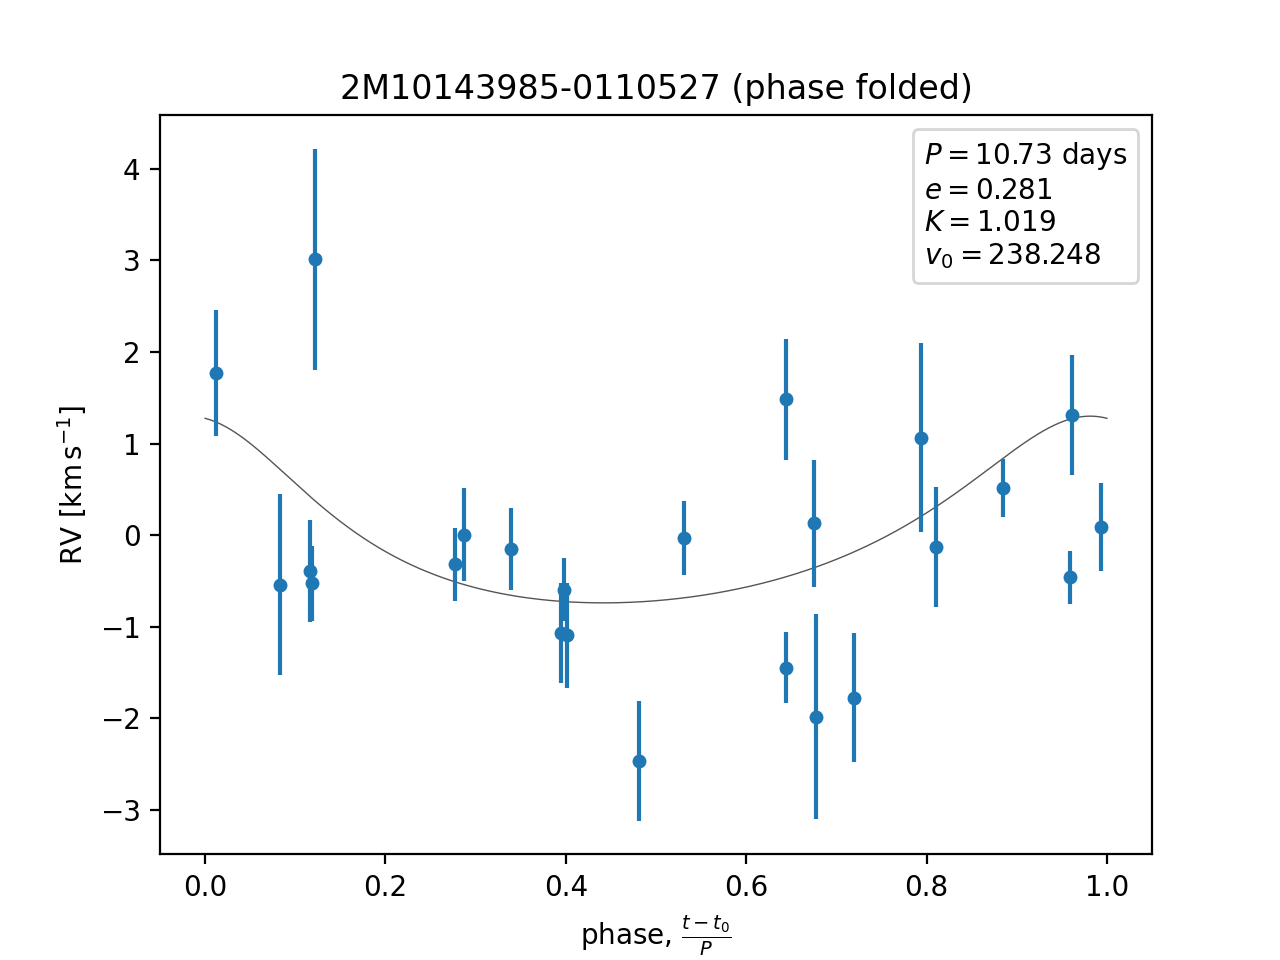 2M10143985-0110527 (phase folded)
P = 10.73 days
e = 0.281
K = 1.019
v₀ = 238.248
RV [km s⁻¹]
4
3
2
1
0
−1
−2
−3
0.0 0.2 0.4 0.6 0.8 1.0
phase, (t − t₀)/P